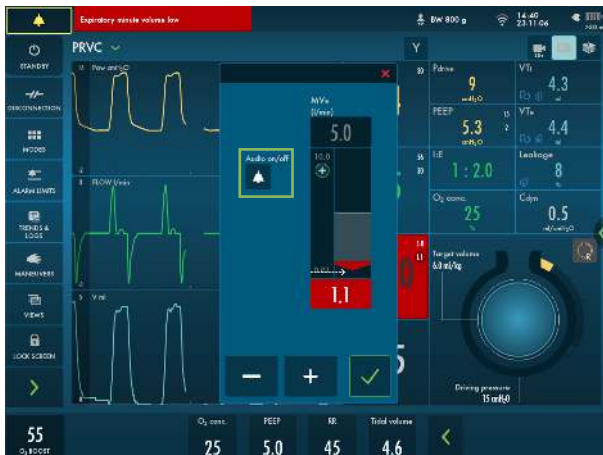 Expiratory minute volume low
BW 800 g
14:40
23-11-06
STANDBY
PRVC
Y
DISCONNECTION
MODES
ALARM LIMITS
TRENDS & LOGS
MANEUVERS
VIEWS
LOCK SCREEN
Paw cmH₂O
FLOW l/min
V ml
MVe
(l/min)
5.0
Audio on/off
10.0
0.01
1.1
Pdrive
9
cmH₂O
VTi
4.3
ml
PEEP
5.3
cmH₂O
VTe
4.4
ml
I:E
1 : 2.0
Leakage
8
%
O₂ conc.
25
%
Cdyn
0.5
ml/cmH₂O
Target volume
6.0 ml/kg
Driving pressure
15 cmH₂O
55
O₂ BOOST
O₂ conc.
25
PEEP
5.0
RR
45
Tidal volume
4.6